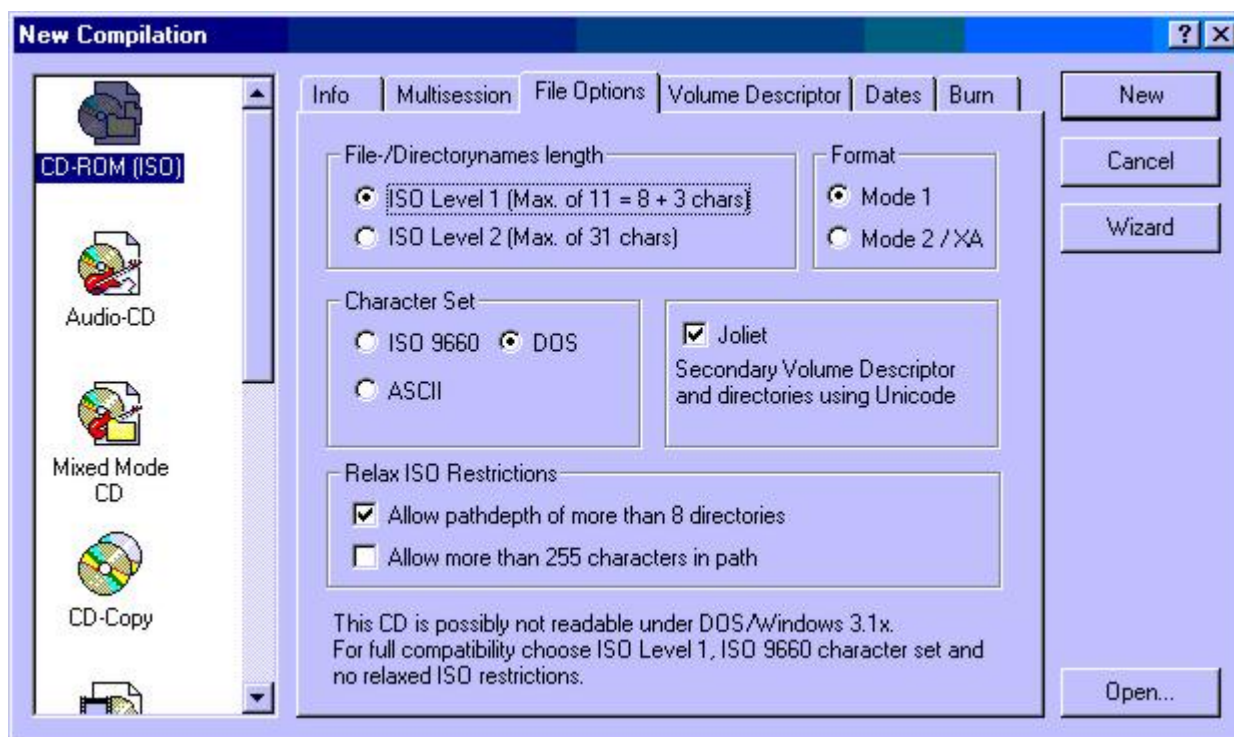 New Compilation
CD-ROM (ISO)
Audio-CD
Mixed Mode
CD
CD-Copy
Info
Multisession
File Options
Volume Descriptor
Dates
Burn
File-/Directorynames length
ISO Level 1 (Max. of 11 = 8 + 3 chars)
ISO Level 2 (Max. of 31 chars)
Format
Mode 1
Mode 2 / XA
Character Set
ISO 9660
DOS
ASCII
Joliet
Secondary Volume Descriptor
and directories using Unicode
Relax ISO Restrictions
Allow pathdepth of more than 8 directories
Allow more than 255 characters in path
This CD is possibly not readable under DOS/Windows 3.1x.
For full compatibility choose ISO Level 1, ISO 9660 character set and
no relaxed ISO restrictions.
New
Cancel
Wizard
Open...